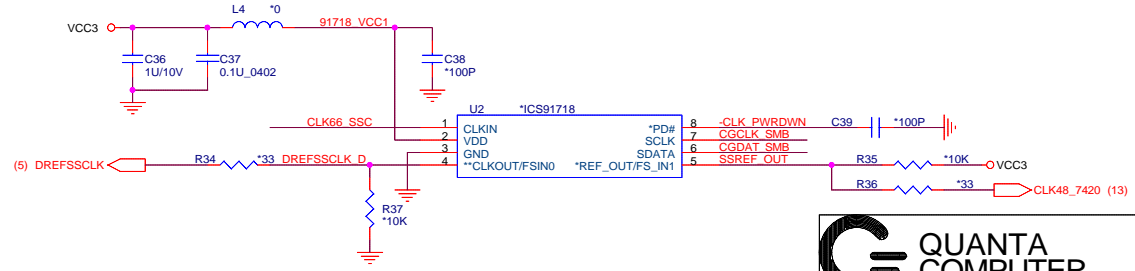 L4 *0
VCC3 91718_VCC1
C36
1U/10V
C37
0.1U_0402
C38
*100P
U2 *ICS91718
CLK66_SSC 1 CLKIN
2 VDD
3 GND
4 **CLKOUT/FSIN0
*PD# 8 -CLK_PWRDWN C39 *100P
SCLK 7 CGCLK_SMB
SDATA 6 CGDAT_SMB
*REF_OUT/FS_IN1 5 SSREF_OUT
(5) DREFSSCLK R34 *33 DREFSSCLK_D
R37
*10K
R35 *10K
VCC3
R36 *33
CLK48_7420 (13)
QUANTA
COMPUTER